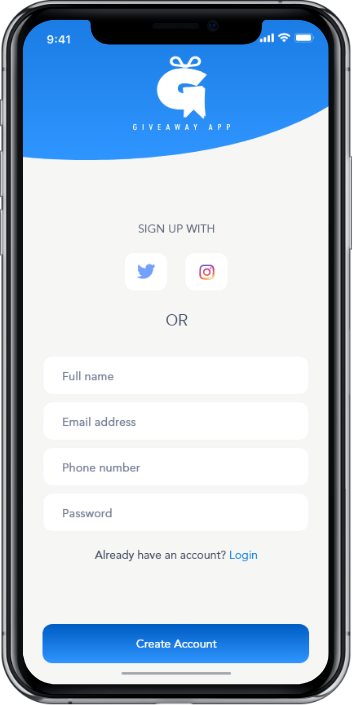 9:41
GIVEAWAY APP
SIGN UP WITH
OR
Full name
Email address
Phone number
Password
Already have an account? Login
Create Account